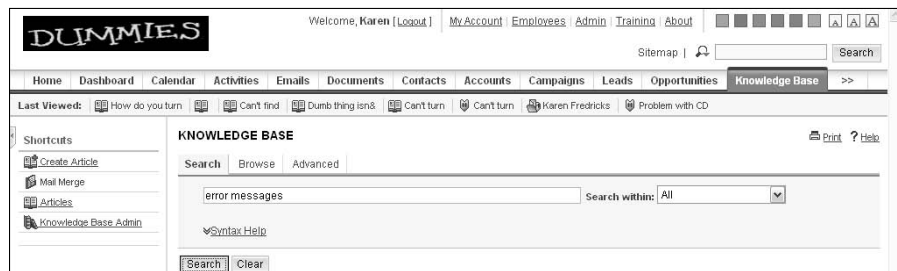 DUMMIES
Welcome, Karen [ Logout ] My Account | Employees | Admin | Training | About A A A
Sitemap | Search
Home Dashboard Calendar Activities Emails Documents Contacts Accounts Campaigns Leads Opportunities Knowledge Base >>
Last Viewed: How do you turn Can't find Dumb thing isn& Can't turn Can't turn Karen Fredricks Problem with CD
Shortcuts
Create Article
Mail Merge
Articles
Knowledge Base Admin
KNOWLEDGE BASE
Print ? Help
Search Browse Advanced
error messages Search within: All
Syntax Help
Search Clear